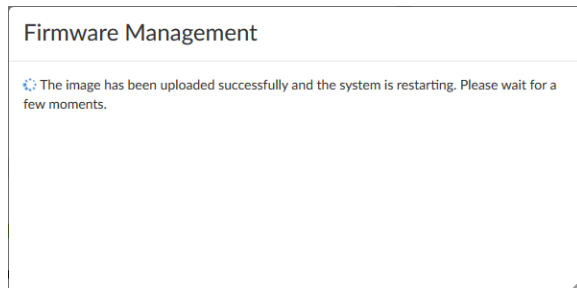 Firmware Management
The image has been uploaded successfully and the system is restarting. Please wait for a
few moments.